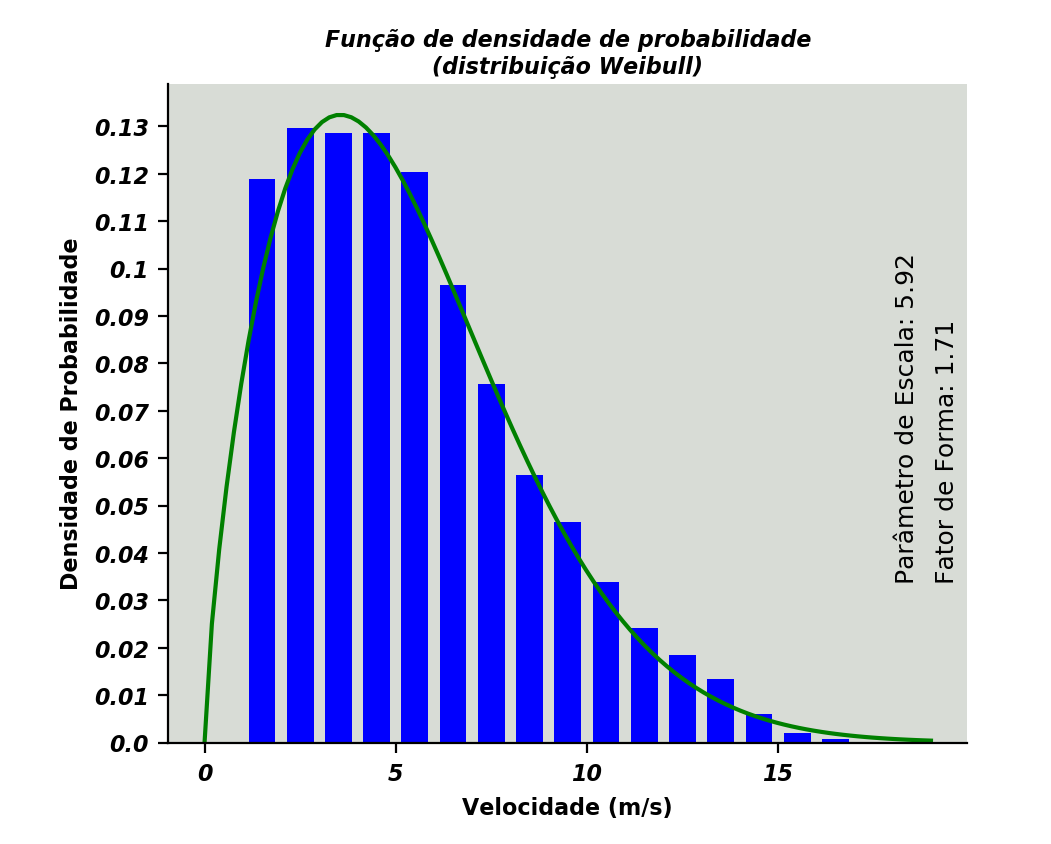 Função de densidade de probabilidade
(distribuição Weibull)
Densidade de Probabilidade
0.13
0.12
0.11
0.1
0.09
0.08
0.07
0.06
0.05
0.04
0.03
0.02
0.01
0.0
Parâmetro de Escala: 5.92
Fator de Forma: 1.71
0 5 10 15
Velocidade (m/s)